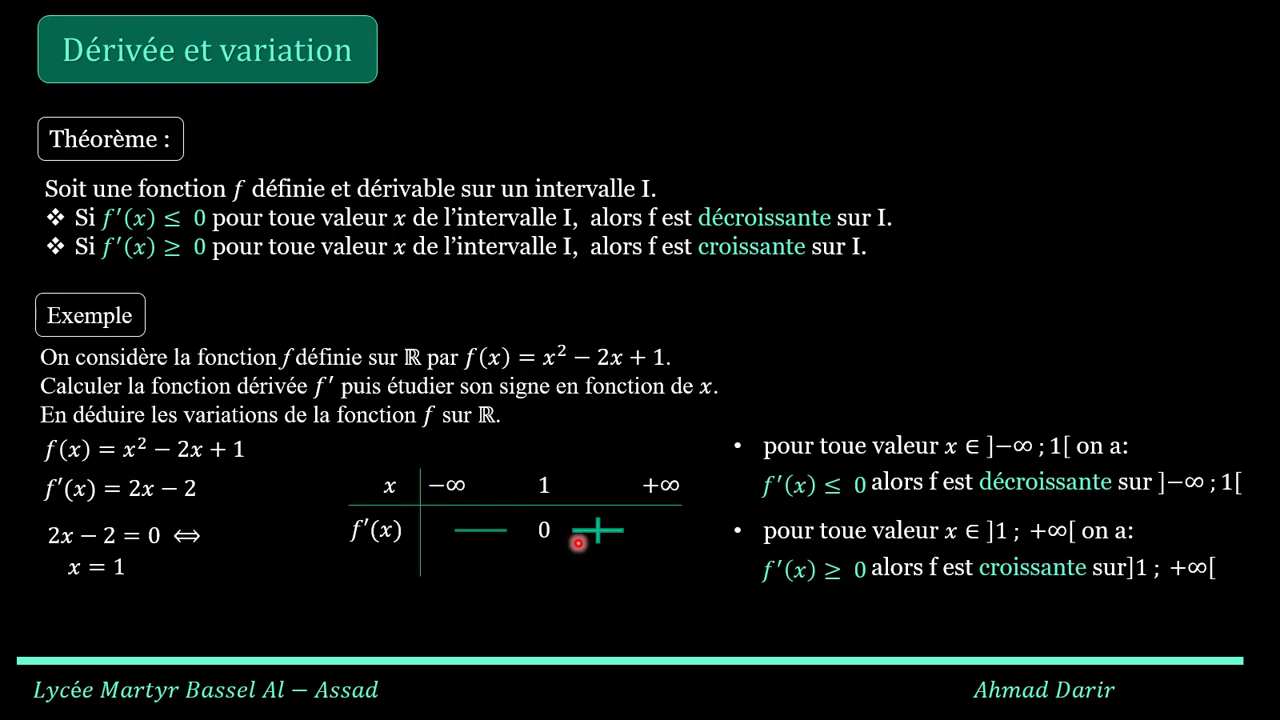 Dérivée et variation
Théorème :
Soit une fonction f définie et dérivable sur un intervalle I.
❖ Si f′(x) ≤ 0 pour toue valeur x de l’intervalle I, alors f est décroissante sur I.
❖ Si f′(x) ≥ 0 pour toue valeur x de l’intervalle I, alors f est croissante sur I.
Exemple
On considère la fonction f définie sur ℝ par f(x) = x² − 2x + 1.
Calculer la fonction dérivée f′ puis étudier son signe en fonction de x.
En déduire les variations de la fonction f sur ℝ.
f(x) = x² − 2x + 1
f′(x) = 2x − 2
2x − 2 = 0 ⇔
x = 1
x −∞ 1 +∞
f′(x) — 0 +
• pour toue valeur x ∈ ]−∞ ; 1[ on a:
f′(x) ≤ 0 alors f est décroissante sur ]−∞ ; 1[
• pour toue valeur x ∈ ]1 ; +∞[ on a:
f′(x) ≥ 0 alors f est croissante sur]1 ; +∞[
Lycée Martyr Bassel Al − Assad
Ahmad Darir